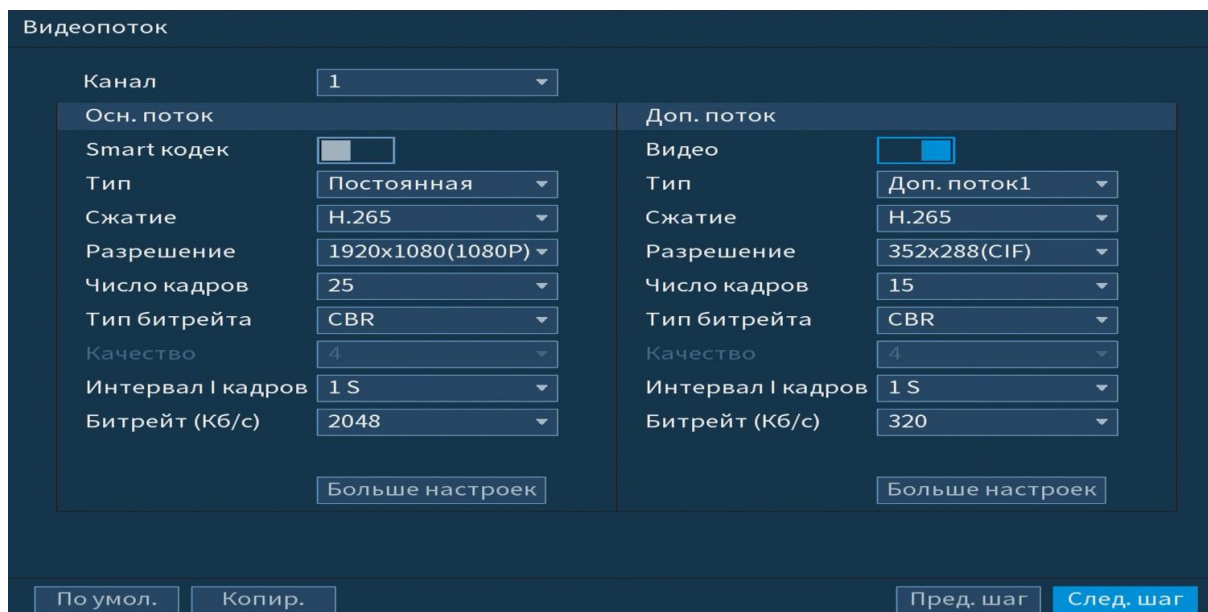 Видеопоток
Канал 1
Осн. поток Доп. поток
Smart кодек Видео
Тип Постоянная Тип Доп. поток1
Сжатие H.265 Сжатие H.265
Разрешение 1920x1080(1080P) Разрешение 352x288(CIF)
Число кадров 25 Число кадров 15
Тип битрейта CBR Тип битрейта CBR
Качество 4 Качество 4
Интервал I кадров 1 S Интервал I кадров 1 S
Битрейт (Кб/с) 2048 Битрейт (Кб/с) 320
Больше настроек Больше настроек
По умол. Копир. Пред. шаг След. шаг